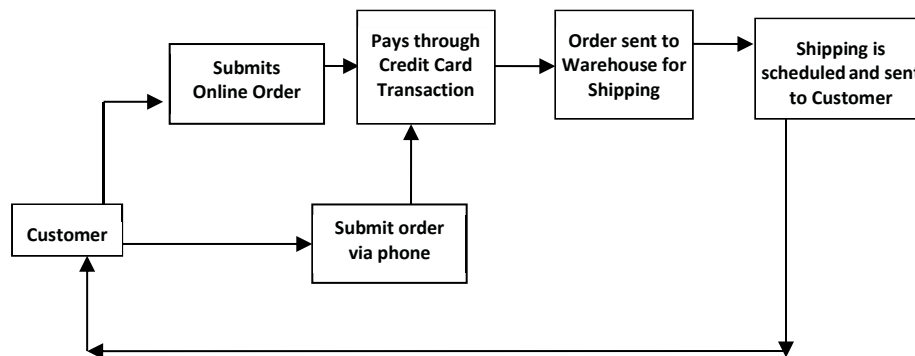 Submits
Online Order
Pays through
Credit Card
Transaction
Order sent to
Warehouse for
Shipping
Shipping is
scheduled and sent
to Customer
Customer
Submit order
via phone